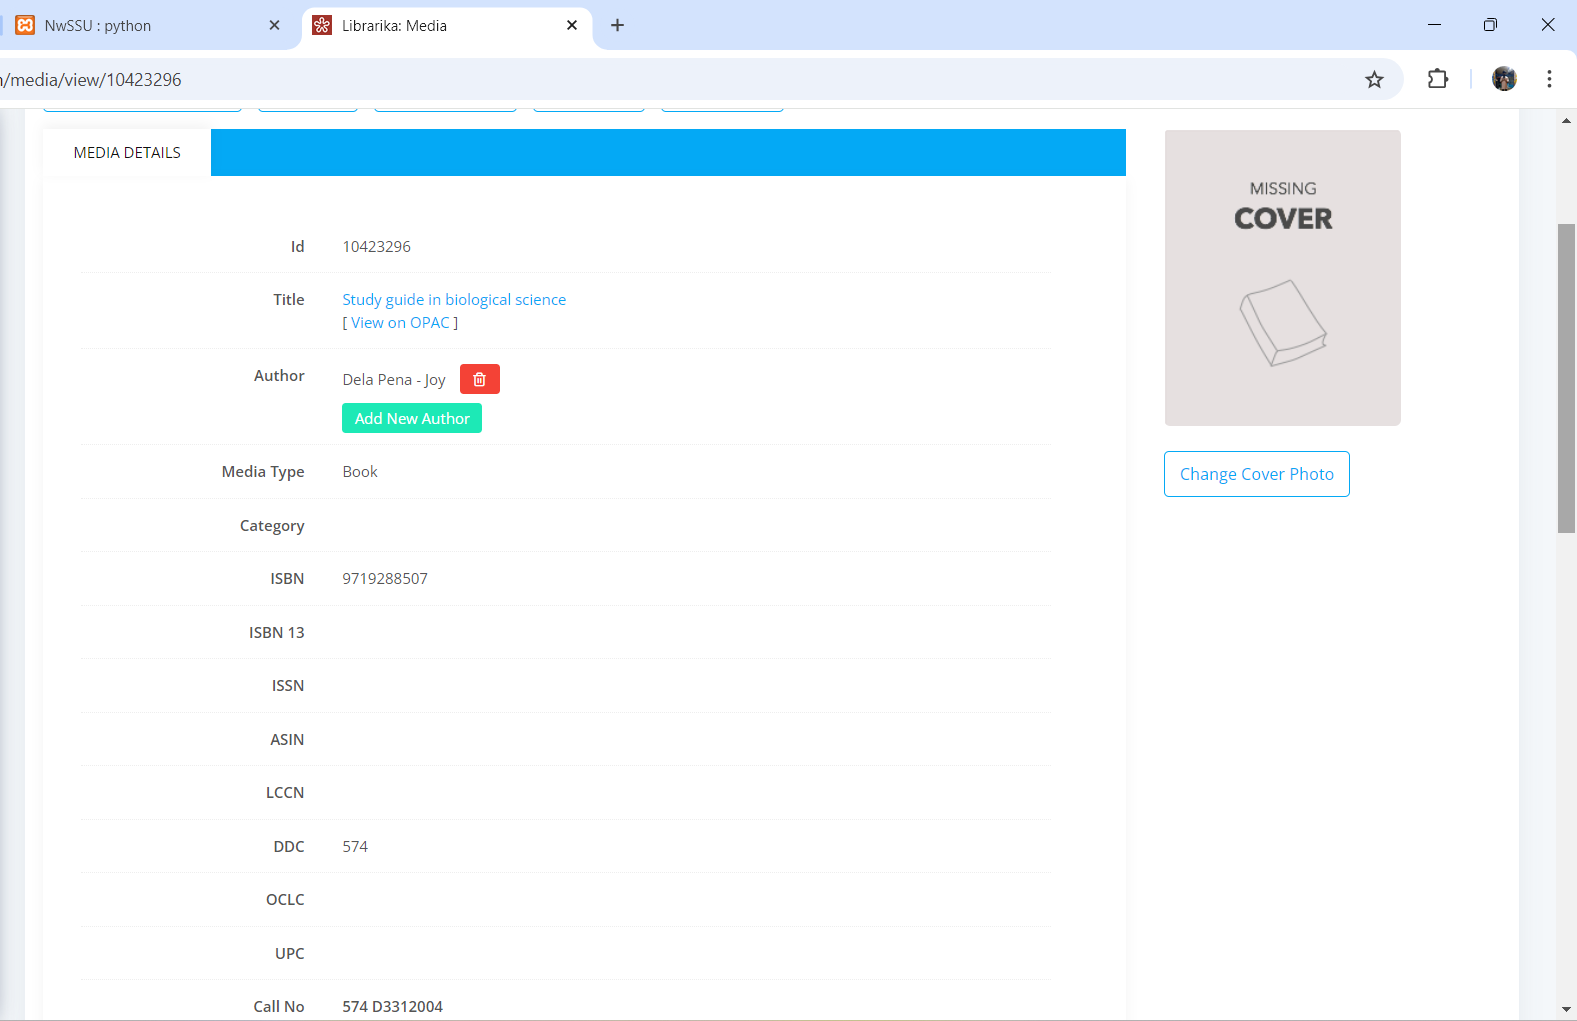 NwSSU : python
Librarika: Media
/media/view/10423296
MEDIA DETAILS
MISSING
COVER
Id 10423296
Title Study guide in biological science
[ View on OPAC ]
Author Dela Pena - Joy
Add New Author
Media Type Book
Change Cover Photo
Category
ISBN 9719288507
ISBN 13
ISSN
ASIN
LCCN
DDC 574
OCLC
UPC
Call No 574 D3312004